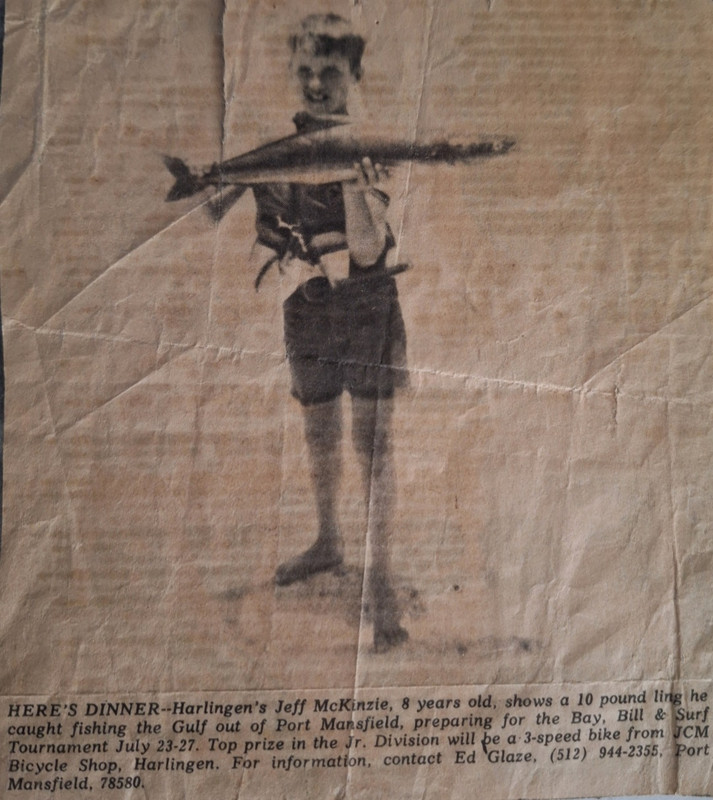 HERE'S DINNER--Harlingen's Jeff McKinzie, 8 years old, shows a 10 pound ling he
caught fishing the Gulf out of Port Mansfield, preparing for the Bay, Bill & Surf
Tournament July 23-27. Top prize in the Jr. Division will be a 3-speed bike from JCM
Bicycle Shop, Harlingen. For information, contact Ed Glaze, (512) 944-2355, Port
Mansfield, 78580.